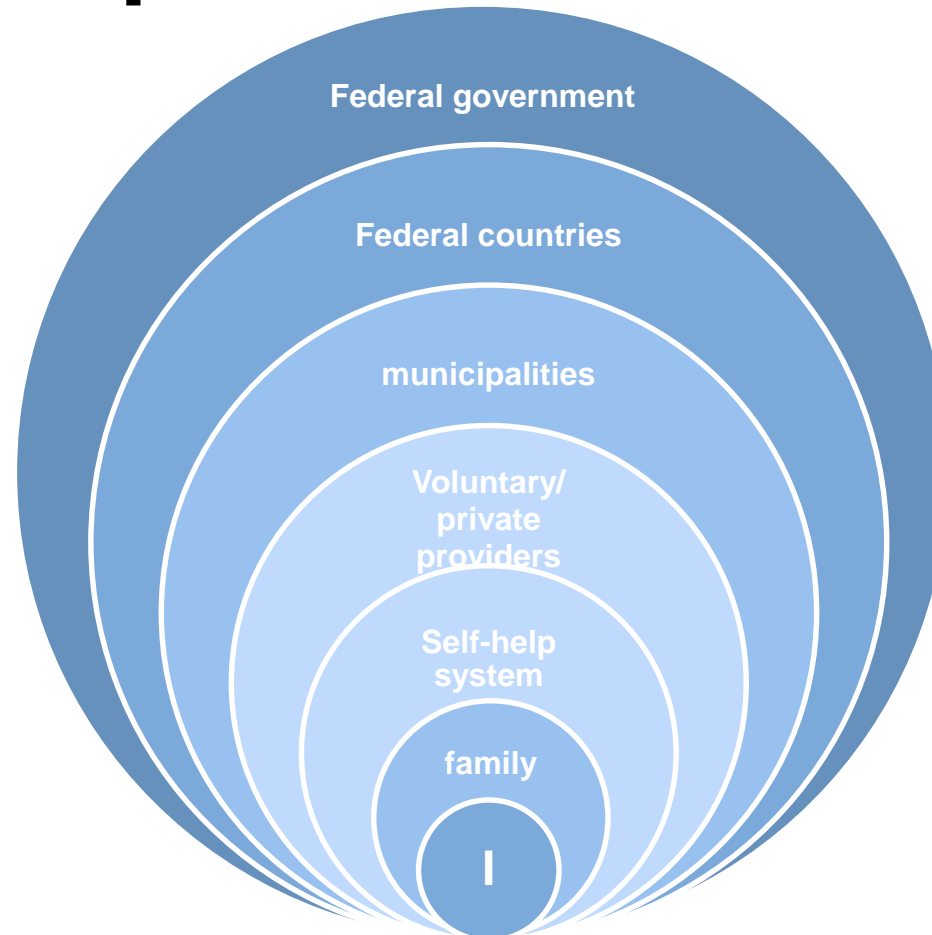 Federal government
Federal countries
municipalities
Voluntary/
private
providers
Self-help
system
family
I